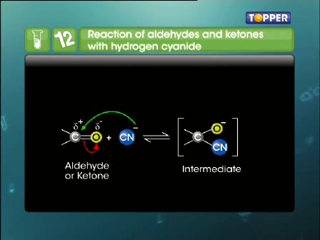 TOPPER
12
Reaction of aldehydes and ketones
with hydrogen cyanide
δ+ δ- − −
C O + CN ⇌ C O
CN
Aldehyde
or Ketone
Intermediate